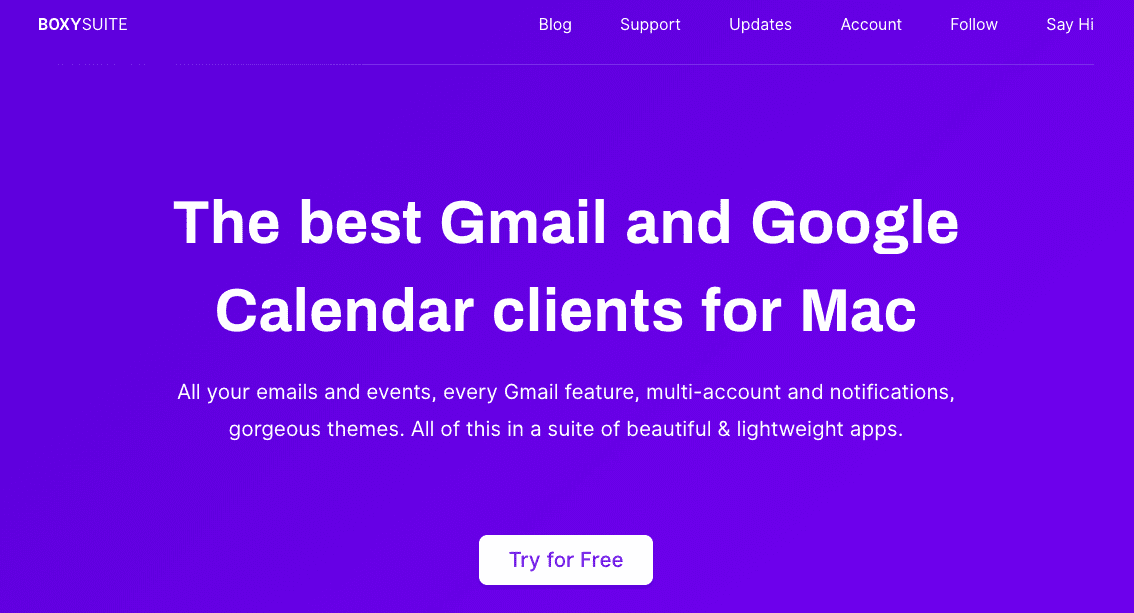 BOXYSUITE
Blog Support Updates Account Follow Say Hi
The best Gmail and Google
Calendar clients for Mac
All your emails and events, every Gmail feature, multi-account and notifications,
gorgeous themes. All of this in a suite of beautiful & lightweight apps.
Try for Free